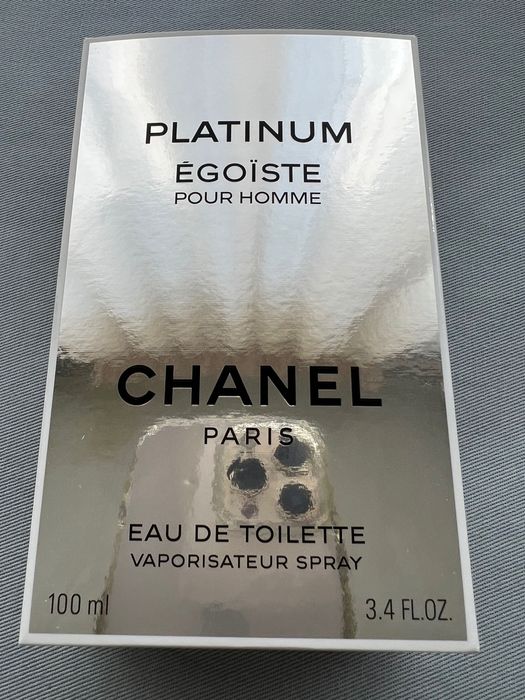 PLATINUM
ÉGOÏSTE
POUR HOMME
CHANEL
PARIS
EAU DE TOILETTE
VAPORISATEUR SPRAY
100 ml 3.4 FL.OZ.